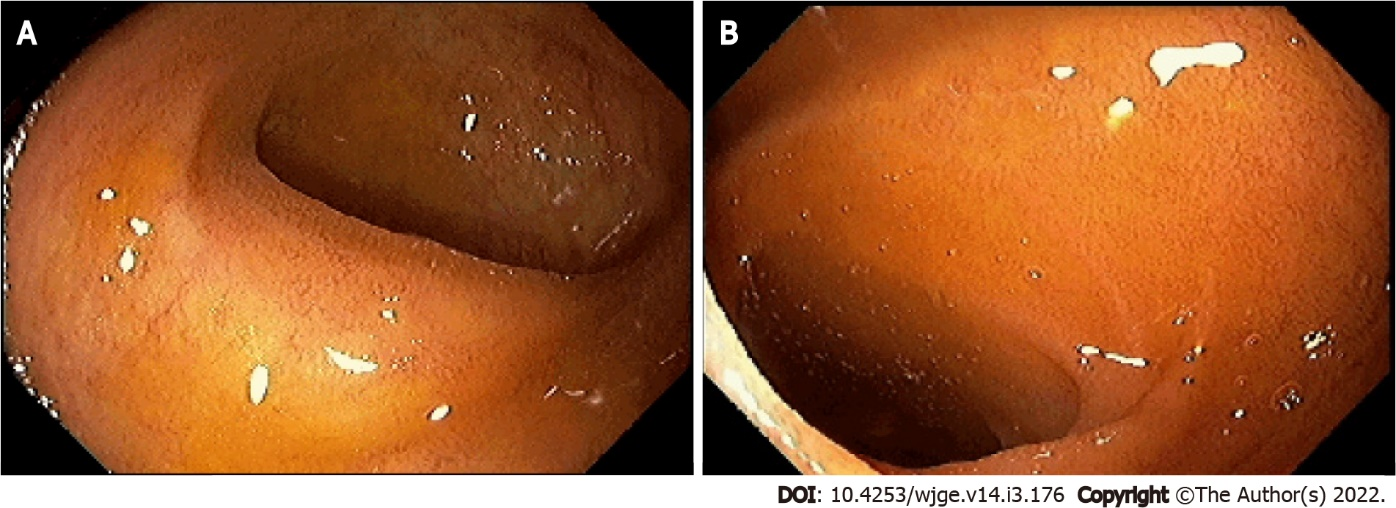 A
B
DOI: 10.4253/wjge.v14.i3.176 Copyright ©The Author(s) 2022.